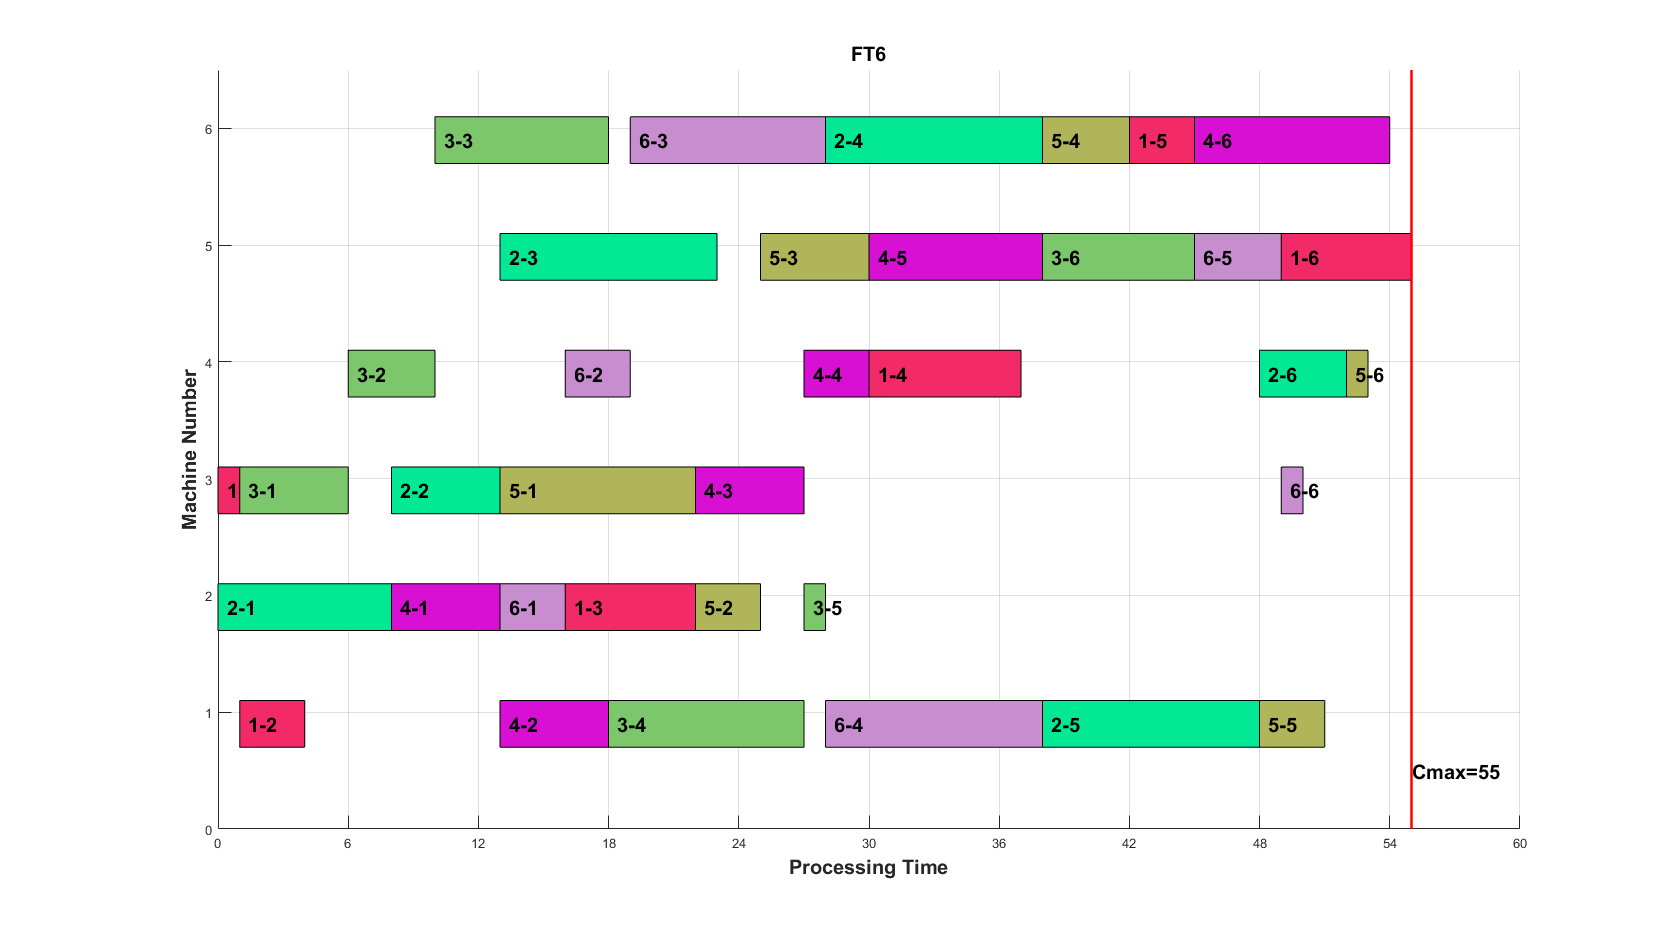 FT6
6
3-3 6-3 2-4 5-4 1-5 4-6
5
2-3 5-3 4-5 3-6 6-5 1-6
4
3-2 6-2 4-4 1-4 2-6 5-6
3
1 3-1 2-2 5-1 4-3 6-6
2
2-1 4-1 6-1 1-3 5-2 3-5
1
1-2 4-2 3-4 6-4 2-5 5-5
Cmax=55
0
0 6 12 18 24 30 36 42 48 54 60
Processing Time
Machine Number